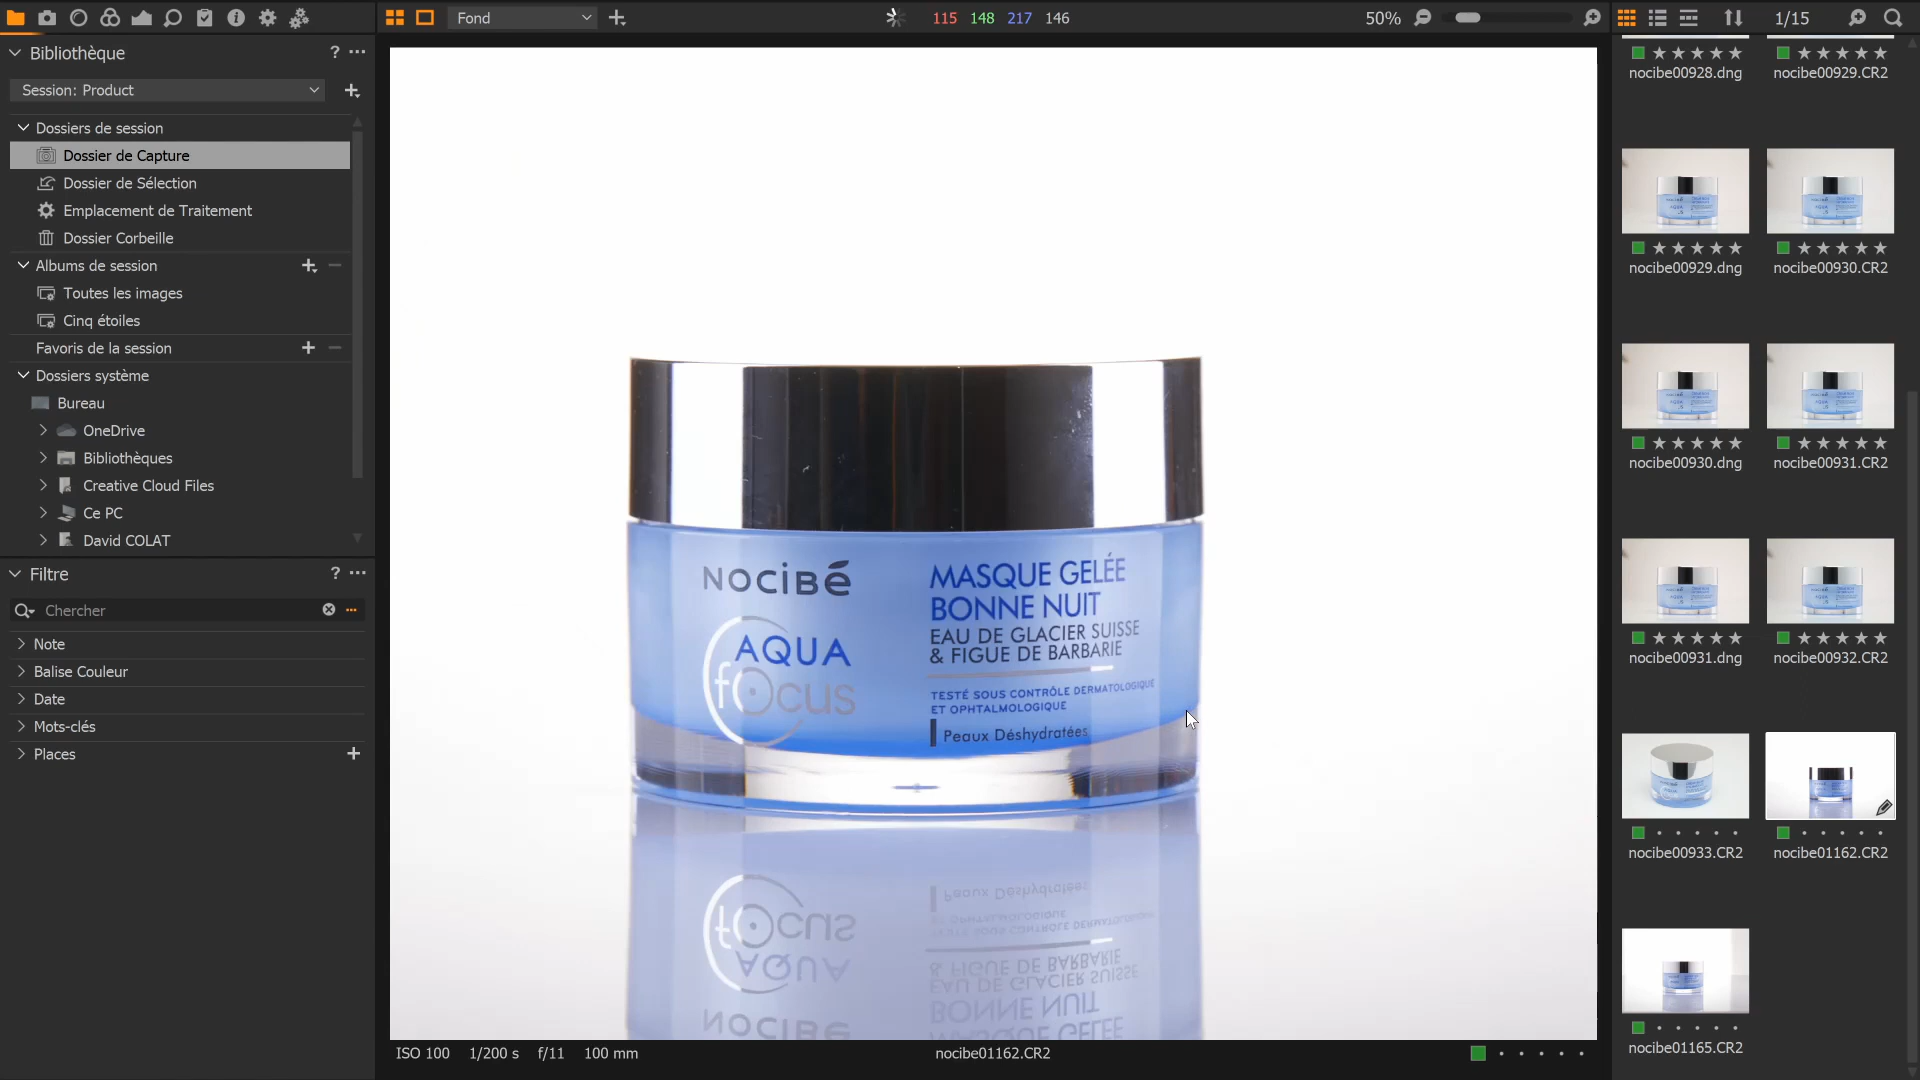 Fond
115 148 217 146
50%
1/15
Bibliothèque
?
Session: Product
Dossiers de session
Dossier de Capture
Dossier de Sélection
Emplacement de Traitement
Dossier Corbeille
Albums de session
Toutes les images
Cinq étoiles
Favoris de la session
Dossiers système
Bureau
OneDrive
Bibliothèques
Creative Cloud Files
Ce PC
David COLAT
Filtre
?
Chercher
Note
Balise Couleur
Date
Mots-clés
Places
NOCIBÉ
AQUA
focus
MASQUE GELÉE
BONNE NUIT
EAU DE GLACIER SUISSE
& FIGUE DE BARBARIE
TESTÉ SOUS CONTRÔLE DERMATOLOGIQUE
ET OPHTALMOLOGIQUE
Peaux Déshydratées
ISO 100 1/200 s f/11 100 mm
nocibe01162.CR2
nocibe00928.dng
nocibe00929.CR2
nocibe00929.dng
nocibe00930.CR2
nocibe00930.dng
nocibe00931.CR2
nocibe00931.dng
nocibe00932.CR2
nocibe00933.CR2
nocibe01162.CR2
nocibe01165.CR2